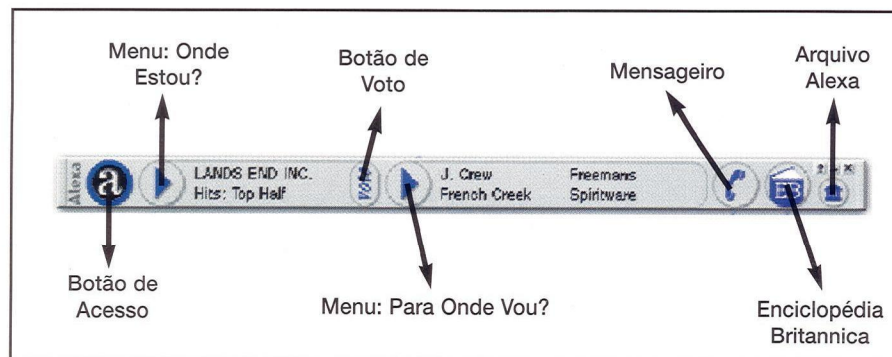 Menu: Onde
Estou?
Botão de
Voto
Mensageiro
Arquivo
Alexa
Alexa
a
LANDS END INC.
Hits: Top Half
Vote
J. Crew
French Creek
Freemans
Spiritware
? - x
Botão de
Acesso
Menu: Para Onde Vou?
Enciclopédia
Britannica